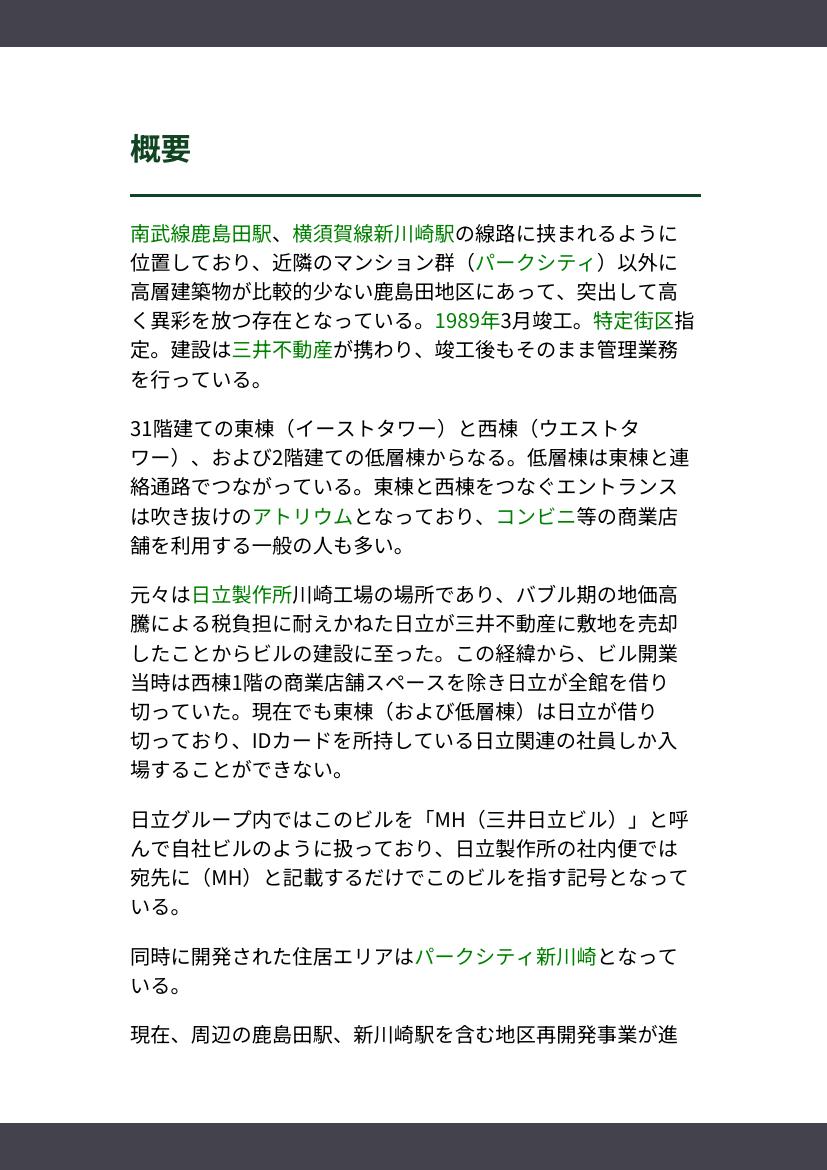 概要
南武線鹿島田駅、横須賀線新川崎駅の線路に挟まれるように
位置しており、近隣のマンション群（パークシティ）以外に
高層建築物が比較的少ない鹿島田地区にあって、突出して高
く異彩を放つ存在となっている。1989年3月竣工。特定街区指
定。建設は三井不動産が携わり、竣工後もそのまま管理業務
を行っている。
31階建ての東棟（イーストタワー）と西棟（ウエストタ
ワー）、および2階建ての低層棟からなる。低層棟は東棟と連
絡通路でつながっている。東棟と西棟をつなぐエントランス
は吹き抜けのアトリウムとなっており、コンビニ等の商業店
舗を利用する一般の人も多い。
元々は日立製作所川崎工場の場所であり、バブル期の地価高
騰による税負担に耐えかねた日立が三井不動産に敷地を売却
したことからビルの建設に至った。この経緯から、ビル開業
当時は西棟1階の商業店舗スペースを除き日立が全館を借り
切っていた。現在でも東棟（および低層棟）は日立が借り
切っており、IDカードを所持している日立関連の社員しか入
場することができない。
日立グループ内ではこのビルを「MH（三井日立ビル）」と呼
んで自社ビルのように扱っており、日立製作所の社内便では
宛先に（MH）と記載するだけでこのビルを指す記号となって
いる。
同時に開発された住居エリアはパークシティ新川崎となって
いる。
現在、周辺の鹿島田駅、新川崎駅を含む地区再開発事業が進